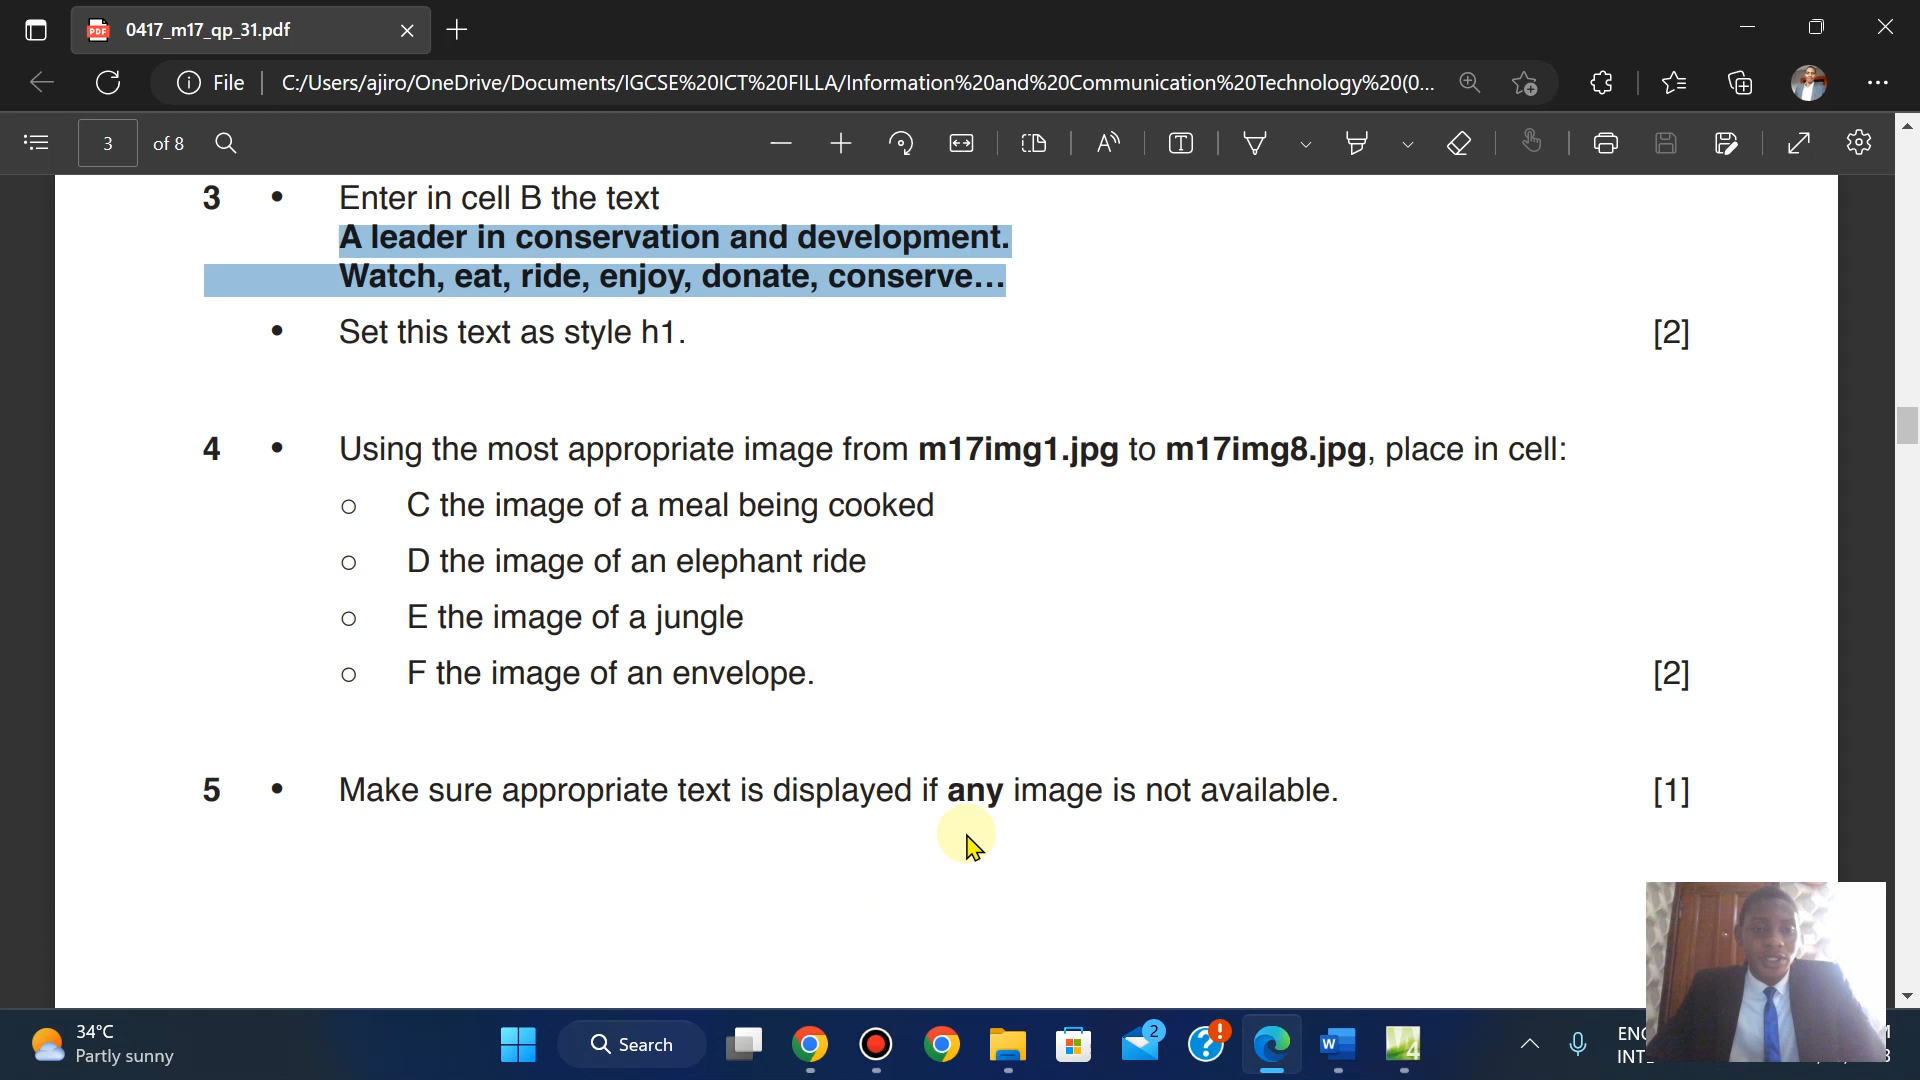 0417_m17_qp_31.pdf
File
C:/Users/ajiro/OneDrive/Documents/IGCSE%20ICT%20FILLA/Information%20and%20Communication%20Technology%20(0...
3 of 8
3 • Enter in cell B the text
A leader in conservation and development.
Watch, eat, ride, enjoy, donate, conserve...
• Set this text as style h1. [2]
4 • Using the most appropriate image from m17img1.jpg to m17img8.jpg, place in cell:
○ C the image of a meal being cooked
○ D the image of an elephant ride
○ E the image of a jungle
○ F the image of an envelope. [2]
5 • Make sure appropriate text is displayed if any image is not available. [1]
34°C
Partly sunny
Search
2
4